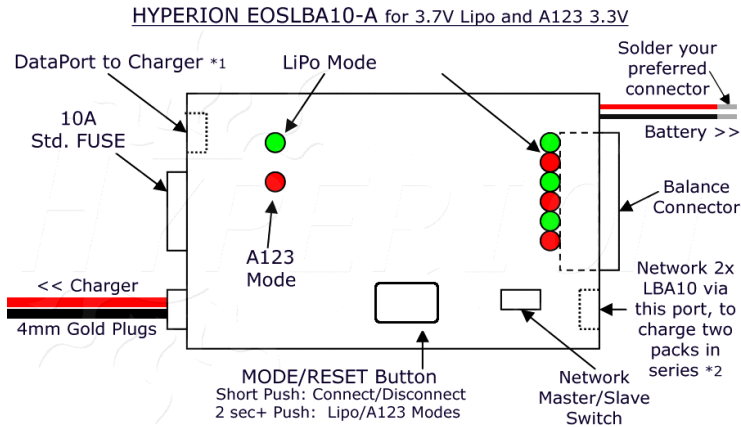 HYPERION EOSLBA10-A for 3.7V Lipo and A123 3.3V
DataPort to Charger *1
LiPo Mode
Solder your
preferred
connector
10A
Std. FUSE
Battery >>
Balance
Connector
A123
Mode
<< Charger
4mm Gold Plugs
Network 2x
LBA10 via
this port, to
charge two
packs in
series *2
MODE/RESET Button
Short Push: Connect/Disconnect
2 sec+ Push: Lipo/A123 Modes
Network
Master/Slave
Switch
HYPERION